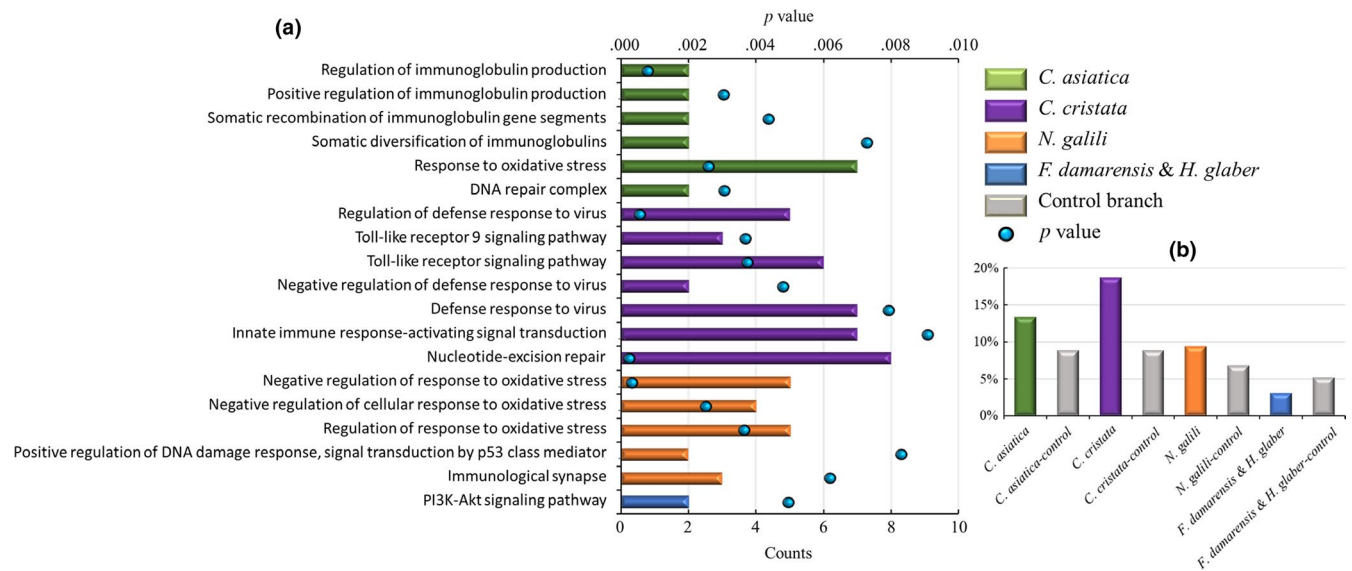 (a)
p value
.000 .002 .004 .006 .008 .010
Regulation of immunoglobulin production
Positive regulation of immunoglobulin production
Somatic recombination of immunoglobulin gene segments
Somatic diversification of immunoglobulins
Response to oxidative stress
DNA repair complex
Regulation of defense response to virus
Toll-like receptor 9 signaling pathway
Toll-like receptor signaling pathway
Negative regulation of defense response to virus
Defense response to virus
Innate immune response-activating signal transduction
Nucleotide-excision repair
Negative regulation of response to oxidative stress
Negative regulation of cellular response to oxidative stress
Regulation of response to oxidative stress
Positive regulation of DNA damage response, signal transduction by p53 class mediator
Immunological synapse
PI3K-Akt signaling pathway
0 2 4 6 8 10
Counts
C. asiatica
C. cristata
N. galili
F. damarensis & H. glaber
Control branch
p value
(b)
20%
15%
10%
5%
0%
C. asiatica
C. asiatica-control
C. cristata
C. cristata-control
N. galili
N. galili-control
F. damarensis & H. glaber
F. damarensis & H. glaber-control